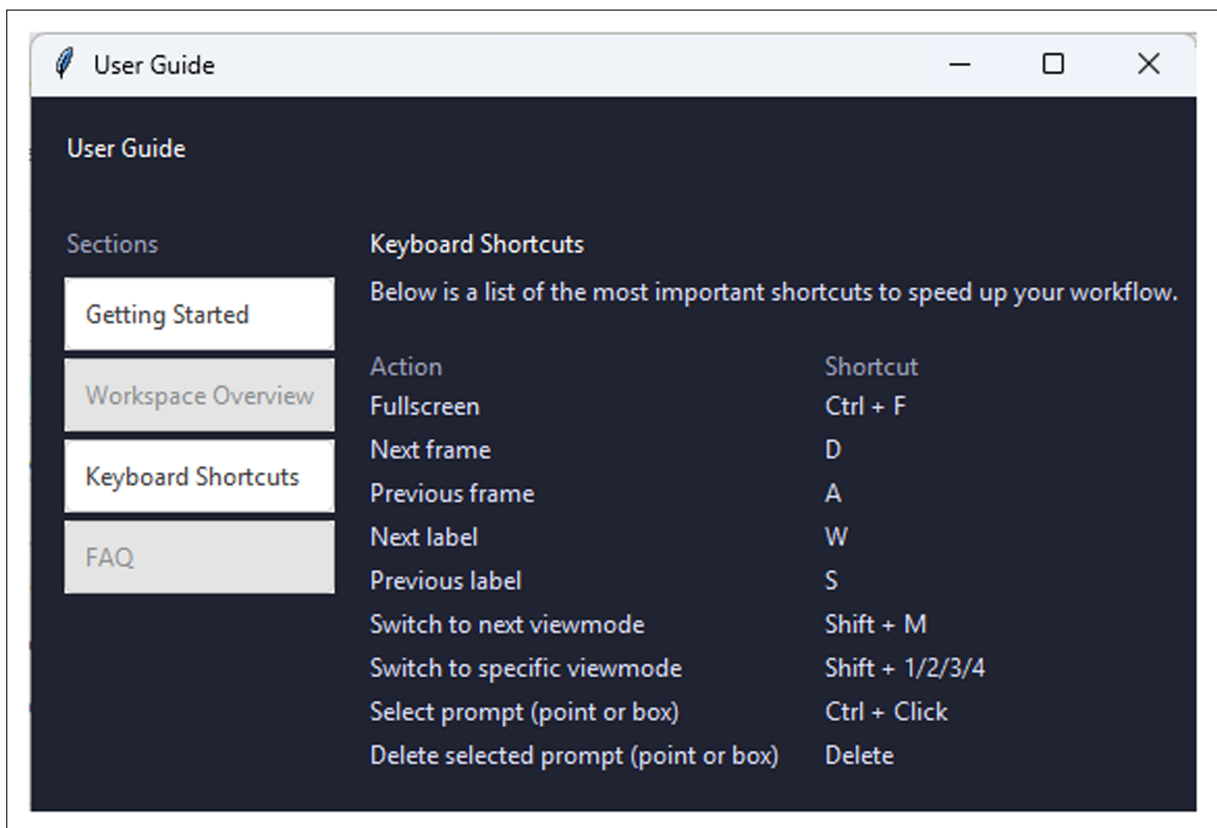 User Guide
User Guide
Sections
Getting Started
Workspace Overview
Keyboard Shortcuts
FAQ
Keyboard Shortcuts
Below is a list of the most important shortcuts to speed up your workflow.
Action Shortcut
Fullscreen Ctrl + F
Next frame D
Previous frame A
Next label W
Previous label S
Switch to next viewmode Shift + M
Switch to specific viewmode Shift + 1/2/3/4
Select prompt (point or box) Ctrl + Click
Delete selected prompt (point or box) Delete